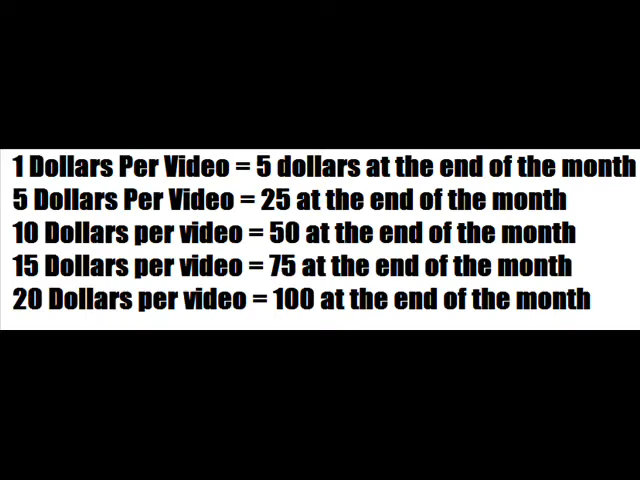 1 Dollars Per Video = 5 dollars at the end of the month
5 Dollars Per Video = 25 at the end of the month
10 Dollars per video = 50 at the end of the month
15 Dollars per video = 75 at the end of the month
20 Dollars per video = 100 at the end of the month